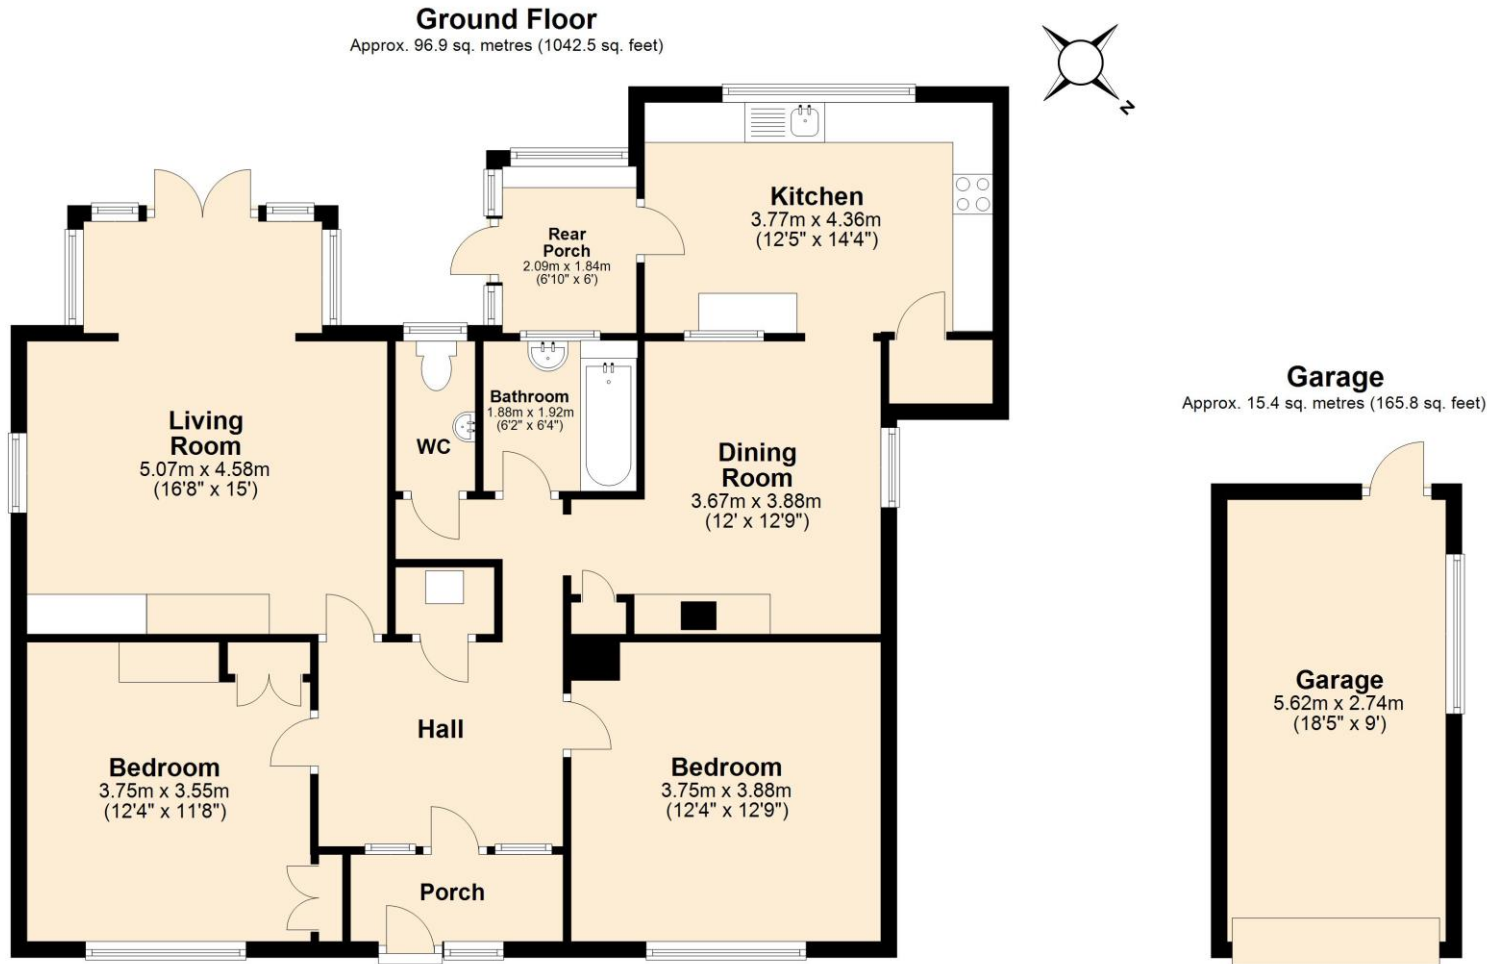 Ground Floor
Approx. 96.9 sq. metres (1042.5 sq. feet)
N
Kitchen
3.77m x 4.36m
(12'5" x 14'4")
Rear
Porch
2.09m x 1.84m
(6'10" x 6')
Living
Room
5.07m x 4.58m
(16'8" x 15')
WC
Bathroom
1.88m x 1.92m
(6'2" x 6'4")
Dining
Room
3.67m x 3.88m
(12' x 12'9")
Bedroom
3.75m x 3.55m
(12'4" x 11'8")
Hall
Bedroom
3.75m x 3.88m
(12'4" x 12'9")
Porch
Garage
Approx. 15.4 sq. metres (165.8 sq. feet)
Garage
5.62m x 2.74m
(18'5" x 9')